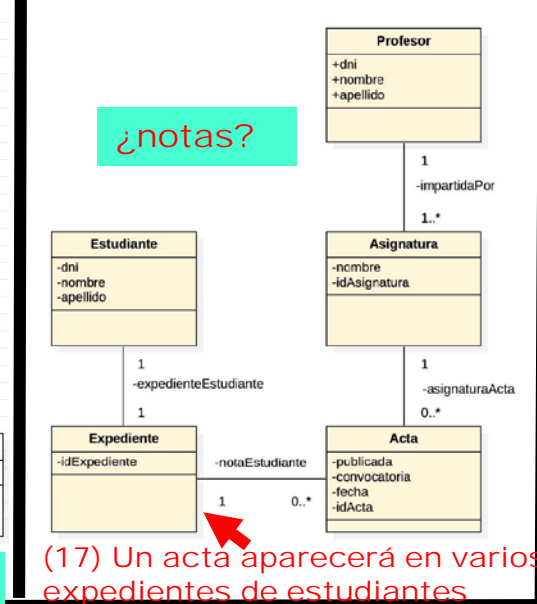 Profesor
+dni
+nombre
+apellido
¿notas?
1
-impartidaPor
1..*
Estudiante
-dni
-nombre
-apellido
Asignatura
-nombre
-idAsignatura
1
-expedienteEstudiante
1
1
-asignaturaActa
0..*
Expediente
-idExpediente
-notaEstudiante
1
0..*
Acta
-publicada
-convocatoria
-fecha
-idActa
(17) Un acta aparecerá en varios
expedientes de estudiantes